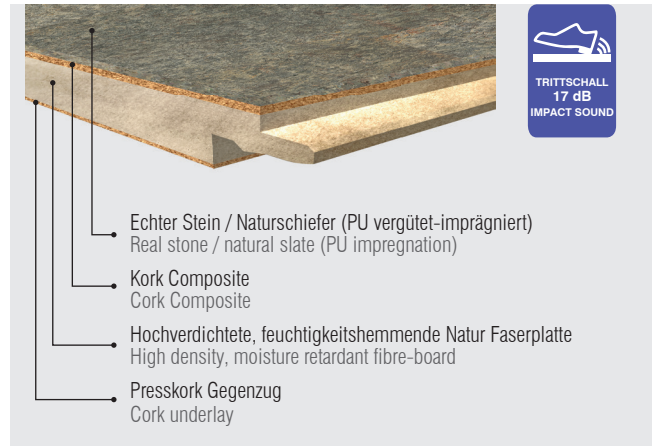 TRITTSCHALL
17 dB
IMPACT SOUND
Echter Stein / Naturschiefer (PU vergütet-imprägniert)
Real stone / natural slate (PU impregnation)
Kork Composite
Cork Composite
Hochverdichtete, feuchtigkeitshemmende Natur Faserplatte
High density, moisture retardant fibre-board
Presskork Gegenzug
Cork underlay